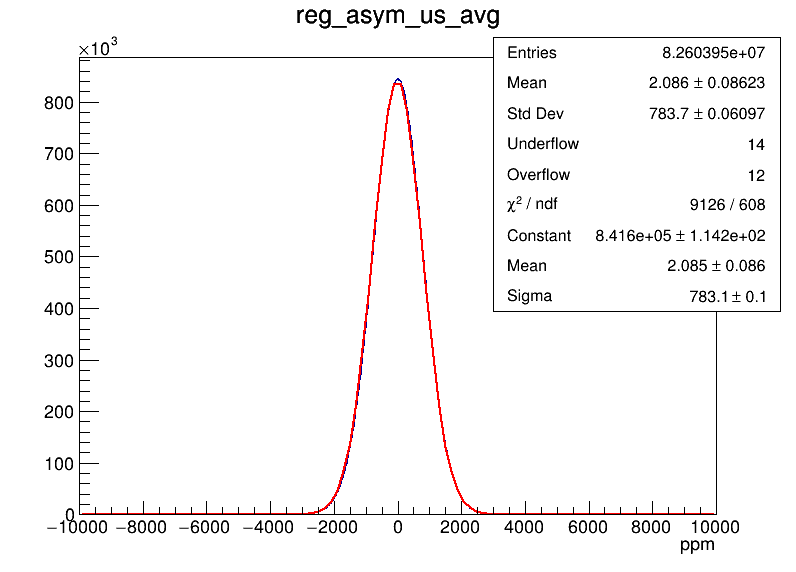 reg_asym_us_avg
×10³
Entries 8.260395e+07
Mean 2.086 ± 0.08623
Std Dev 783.7 ± 0.06097
Underflow 14
Overflow 12
χ² / ndf 9126 / 608
Constant 8.416e+05 ± 1.142e+02
Mean 2.085 ± 0.086
Sigma 783.1 ± 0.1
800
700
600
500
400
300
200
100
0
−10000 −8000 −6000 −4000 −2000 0 2000 4000 6000 8000 10000
ppm